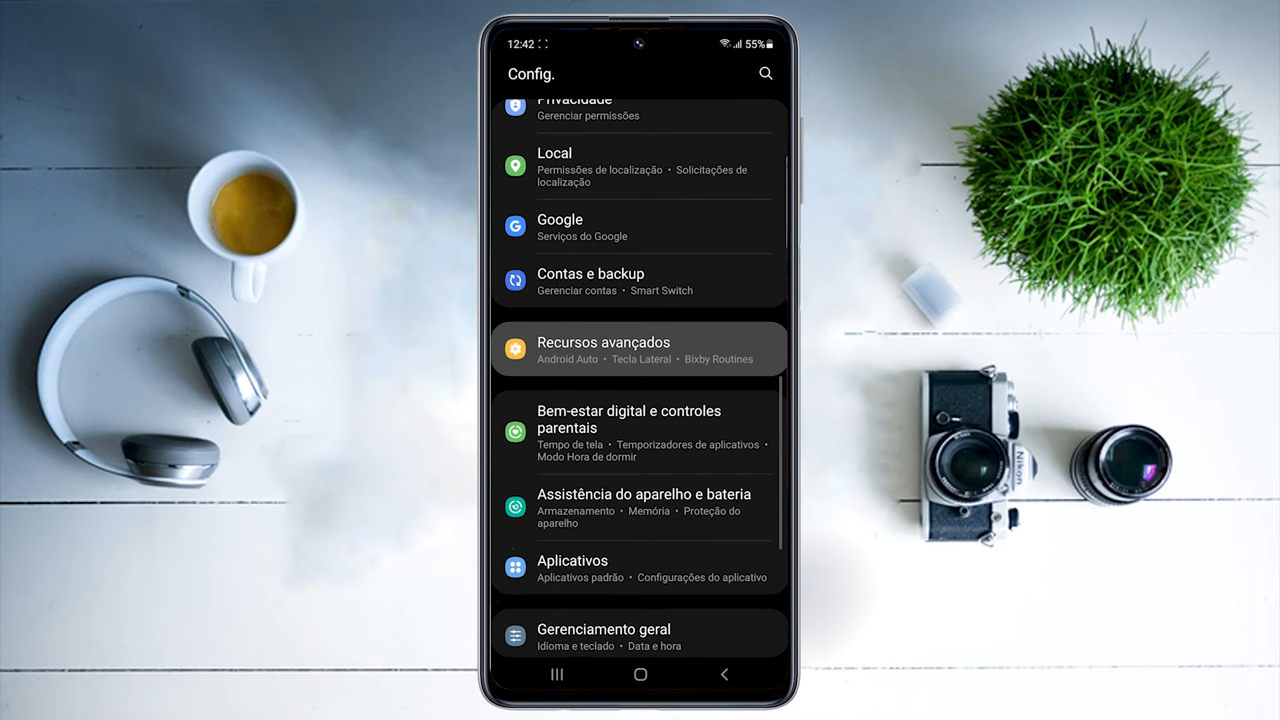 12:42
55%
Config.
Privacidade
Gerenciar permissões
Local
Permissões de localização • Solicitações de
localização
Google
Serviços do Google
Contas e backup
Gerenciar contas • Smart Switch
Recursos avançados
Android Auto • Tecla Lateral • Bixby Routines
Bem-estar digital e controles
parentais
Tempo de tela • Temporizadores de aplicativos •
Modo Hora de dormir
Assistência do aparelho e bateria
Armazenamento • Memória • Proteção do
aparelho
Aplicativos
Aplicativos padrão • Configurações do aplicativo
Gerenciamento geral
Idioma e teclado • Data e hora
Nikon